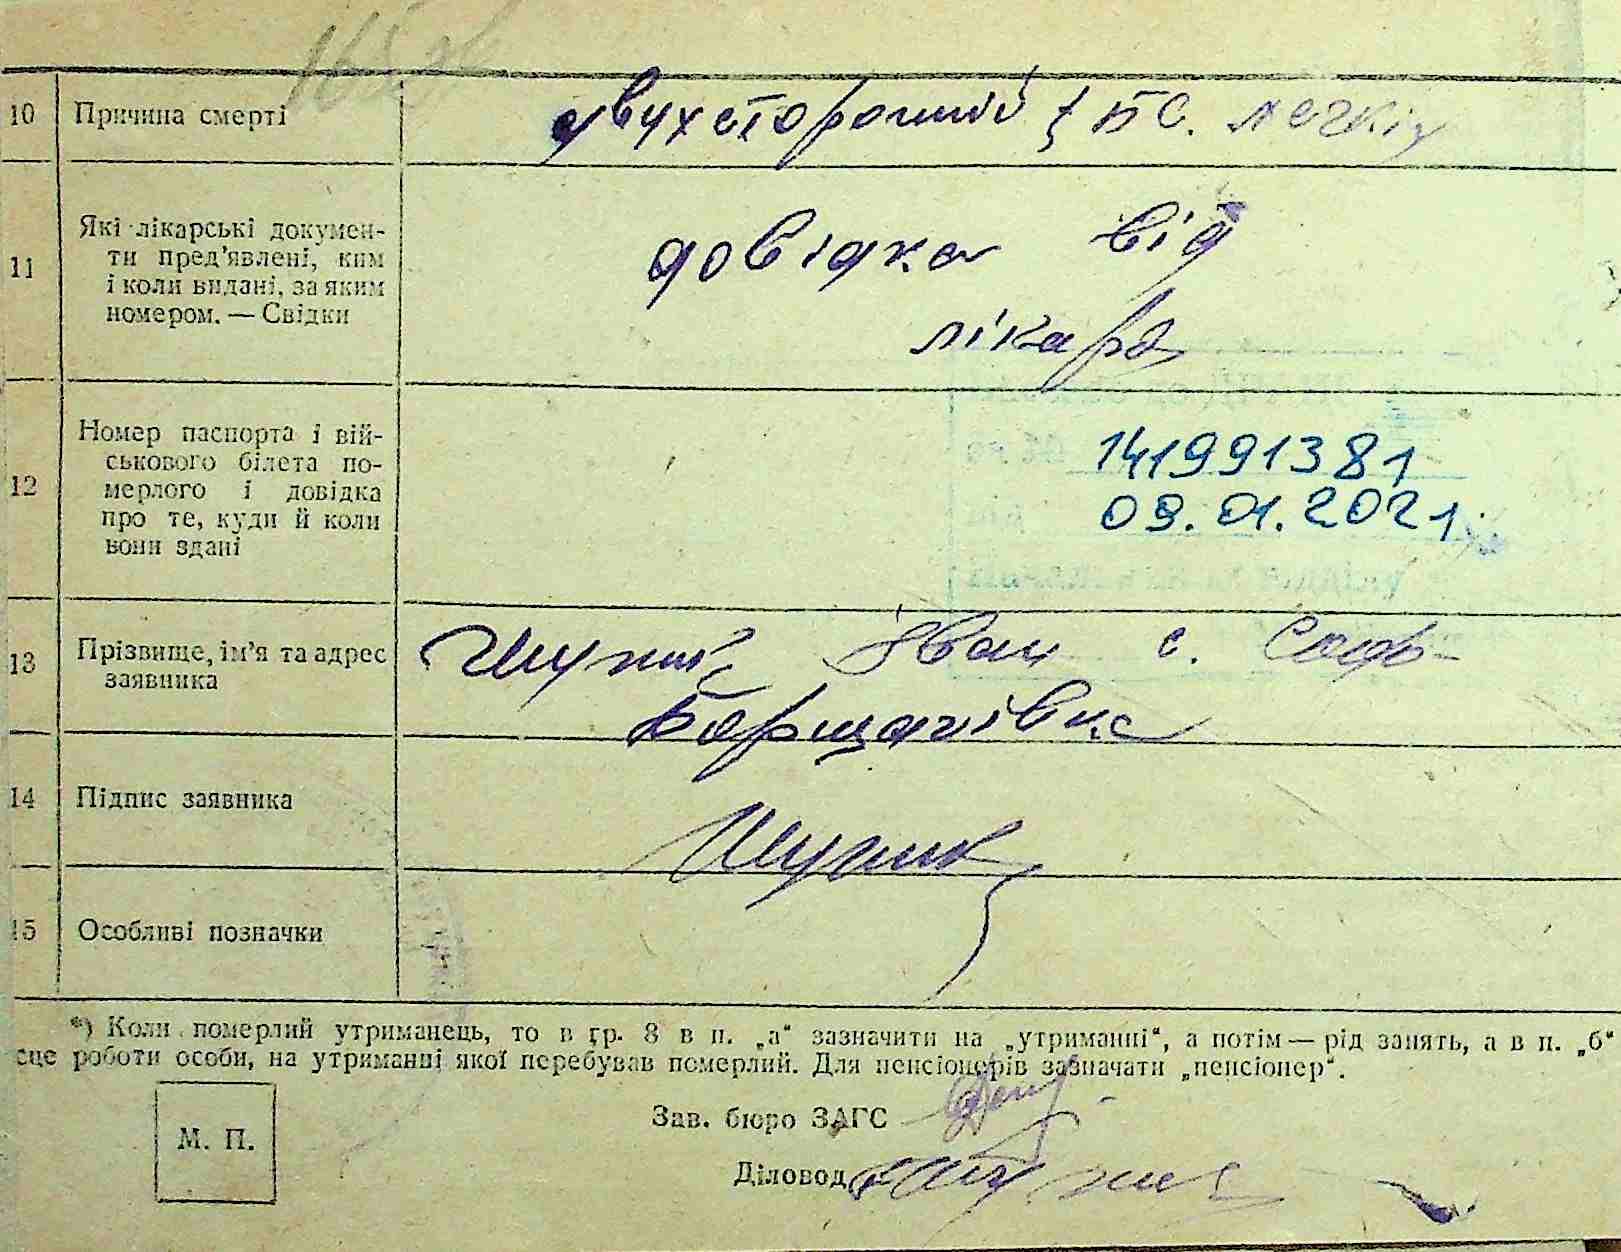 10 Причина смерті двухсторонній tbc. легкіх
11 Які лікарські докумен-
ти пред'явлені, ким
і коли видані, за яким
номером. — Свідки
довідка від
лікаря
12 Номер паспорта і вій-
ськового білета по-
мерлого і довідка
про те, куди й коли
вони здані
141991381
09.01.2021
13 Прізвище, ім'я та адрес
заявника
Іван с. Соф-
Борщагівка
14 Підпис заявника
15 Особливі позначки
*) Коли померлий утриманець, то в гр. 8 в п. „а“ зазначити на „утриманні“, а потім — рід занять, а в п. „б“
сце роботи особи, на утриманні якої перебував померлий. Для пенсіонерів зазначати „пенсіонер“.
М. П.
Зав. бюро ЗАГС
Діловод